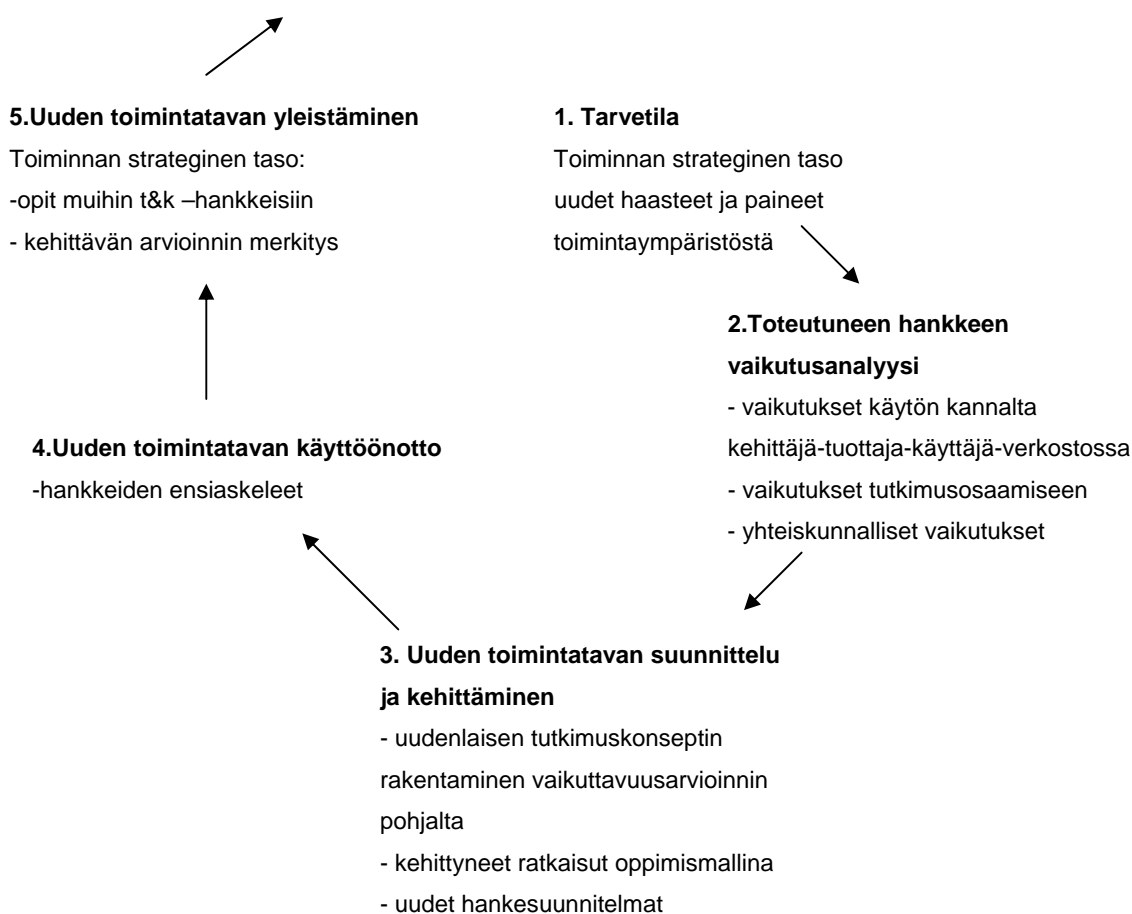 5.Uuden toimintatavan yleistäminen
Toiminnan strateginen taso:
-opit muihin t&k –hankkeisiin
- kehittävän arvioinnin merkitys
1. Tarvetila
Toiminnan strateginen taso
uudet haasteet ja paineet
toimintaympäristöstä
2.Toteutuneen hankkeen
vaikutusanalyysi
- vaikutukset käytön kannalta
kehittäjä-tuottaja-käyttäjä-verkostossa
- vaikutukset tutkimusosaamiseen
- yhteiskunnalliset vaikutukset
4.Uuden toimintatavan käyttöönotto
-hankkeiden ensiaskeleet
3. Uuden toimintatavan suunnittelu
ja kehittäminen
- uudenlaisen tutkimuskonseptin
rakentaminen vaikuttavuusarvioinnin
pohjalta
- kehittyneet ratkaisut oppimismallina
- uudet hankesuunnitelmat